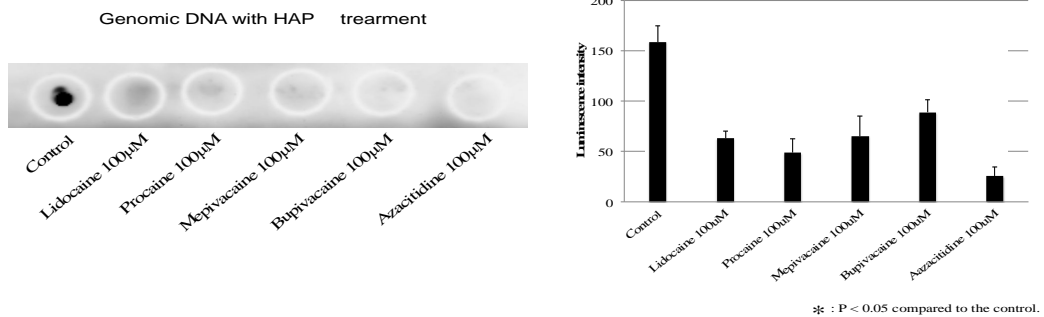 Genomic DNA with HAP trearment
Control
Lidocaine 100μM
Procaine 100μM
Mepivacaine 100μM
Bupivacaine 100μM
Azacitidine 100μM
200
150
100
50
0
Luminescence intensity
Control
Lidocaine 100uM
Procaine 100uM
Mepivacaine 100uM
Bupivacaine 100uM
Aazacitidine 100uM
* : P < 0.05 compared to the control.